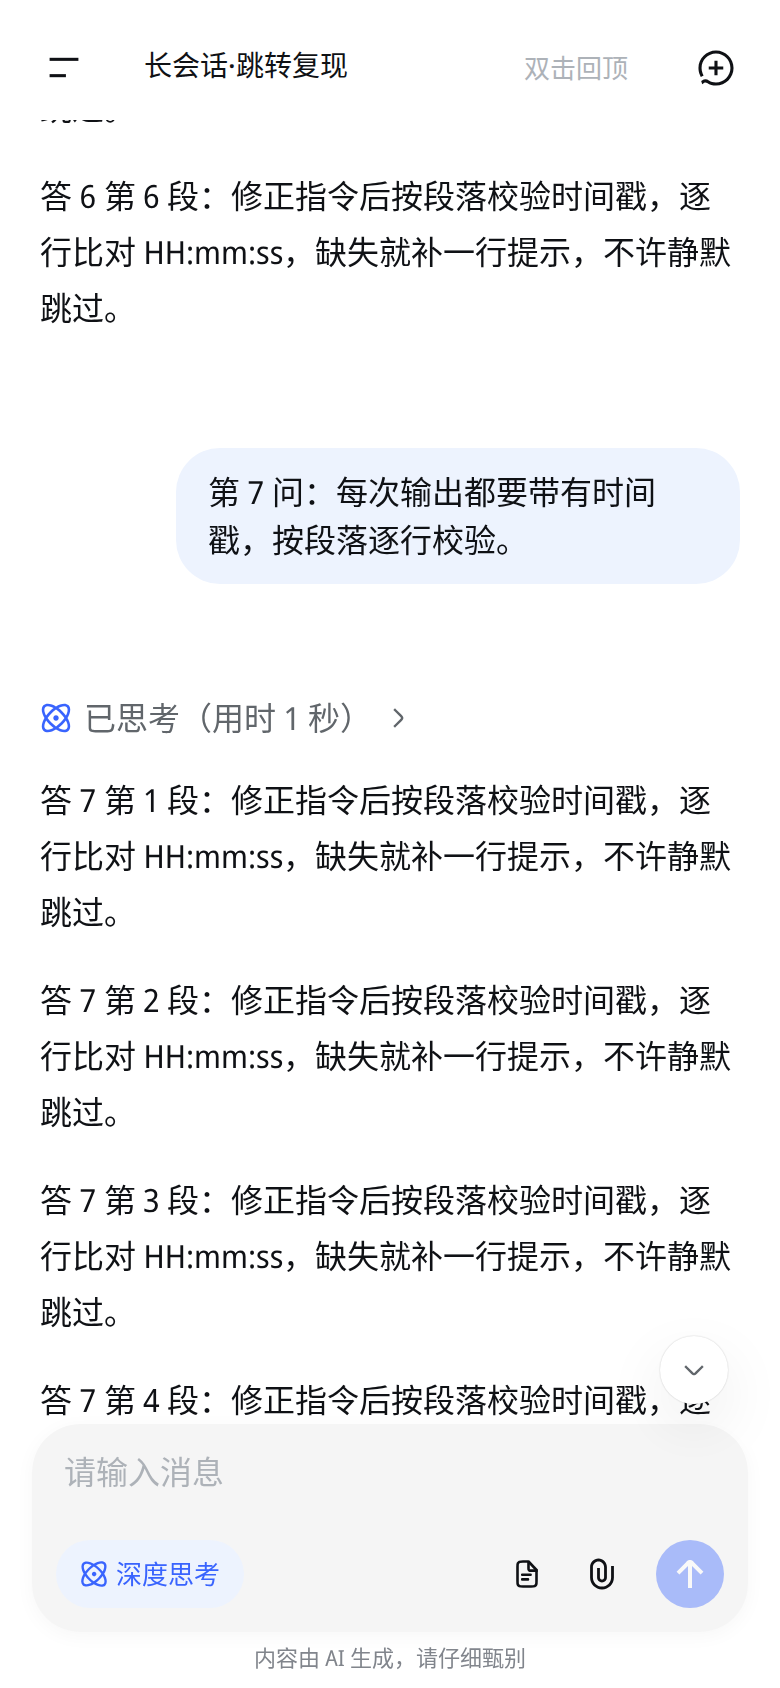 长会话·跳转复现
双击回顶
答 6 第 6 段：修正指令后按段落校验时间戳，逐
行比对 HH:mm:ss，缺失就补一行提示，不许静默
跳过。
第 7 问：每次输出都要带有时间
戳，按段落逐行校验。
已思考（用时 1 秒）
答 7 第 1 段：修正指令后按段落校验时间戳，逐
行比对 HH:mm:ss，缺失就补一行提示，不许静默
跳过。
答 7 第 2 段：修正指令后按段落校验时间戳，逐
行比对 HH:mm:ss，缺失就补一行提示，不许静默
跳过。
答 7 第 3 段：修正指令后按段落校验时间戳，逐
行比对 HH:mm:ss，缺失就补一行提示，不许静默
跳过。
答 7 第 4 段：修正指令后按段落校验时间戳，逐
请输入消息
深度思考
内容由 AI 生成，请仔细甄别